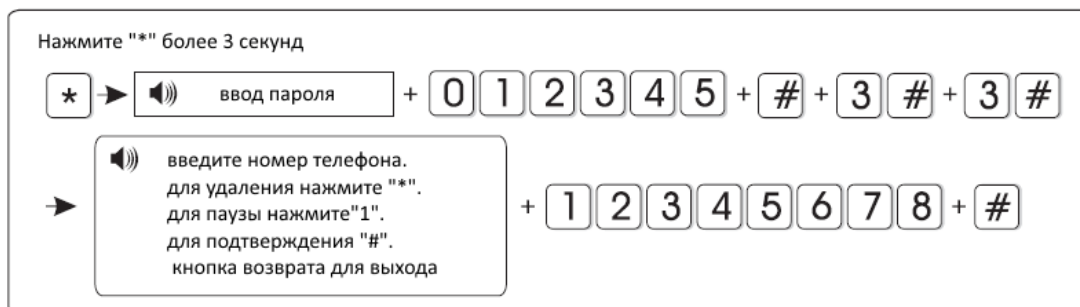 Нажмите "*" более 3 секунд
* ввод пароля + 0 1 2 3 4 5 + # + 3 # + 3 #
введите номер телефона.
для удаления нажмите "*".
для паузы нажмите"1".
для подтверждения "#".
кнопка возврата для выхода
+ 1 2 3 4 5 6 7 8 + #